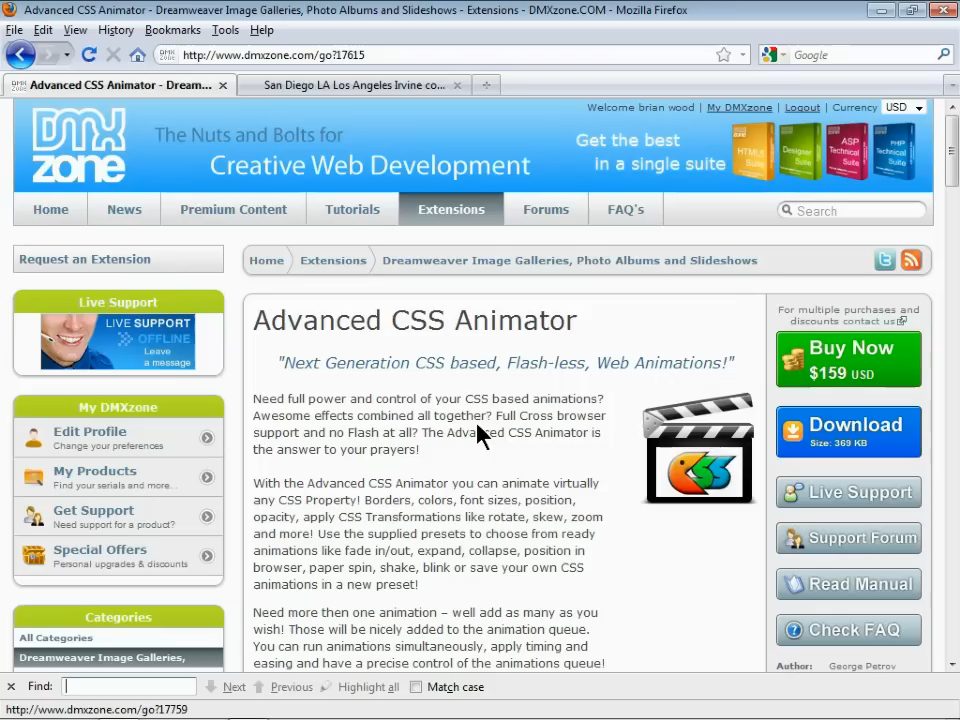 Advanced CSS Animator - Dreamweaver Image Galleries, Photo Albums and Slideshows - Extensions - DMXzone.COM - Mozilla Firefox
File Edit View History Bookmarks Tools Help
http://www.dmxzone.com/go?17615
Google
Advanced CSS Animator - Dream...
San Diego LA Los Angeles Irvine co...
Welcome brian wood | My DMXzone | Logout | Currency USD
DMX zone
The Nuts and Bolts for
Creative Web Development
Get the best
in a single suite
HTML5 Suite
Designer Suite
ASP Technical Suite
PHP Technical Suite
Home News Premium Content Tutorials Extensions Forums FAQ's
Search
Request an Extension
Home Extensions Dreamweaver Image Galleries, Photo Albums and Slideshows
Live Support
LIVE SUPPORT
OFFLINE
Leave
a message
My DMXzone
Edit Profile
Change your preferences
My Products
Find your serials and more...
Get Support
Need support for a product?
Special Offers
Personal upgrades & discounts
Categories
All Categories
Dreamweaver Image Galleries,
Advanced CSS Animator
"Next Generation CSS based, Flash-less, Web Animations!"
Need full power and control of your CSS based animations?
Awesome effects combined all together? Full Cross browser
support and no Flash at all? The Advanced CSS Animator is
the answer to your prayers!
With the Advanced CSS Animator you can animate virtually
any CSS Property! Borders, colors, font sizes, position,
opacity, apply CSS Transformations like rotate, skew, zoom
and more! Use the supplied presets to choose from ready
animations like fade in/out, expand, collapse, position in
browser, paper spin, shake, blink or save your own CSS
animations in a new preset!
Need more then one animation – well add as many as you
wish! Those will be nicely added to the animation queue.
You can run animations simultaneously, apply timing and
easing and have a precise control of the animations queue!
CSS
For multiple purchases and
discounts contact us
Buy Now
$159 USD
Download
Size: 369 KB
Live Support
Support Forum
Read Manual
Check FAQ
Author: George Petrov
Find: Next Previous Highlight all Match case
http://www.dmxzone.com/go?17759